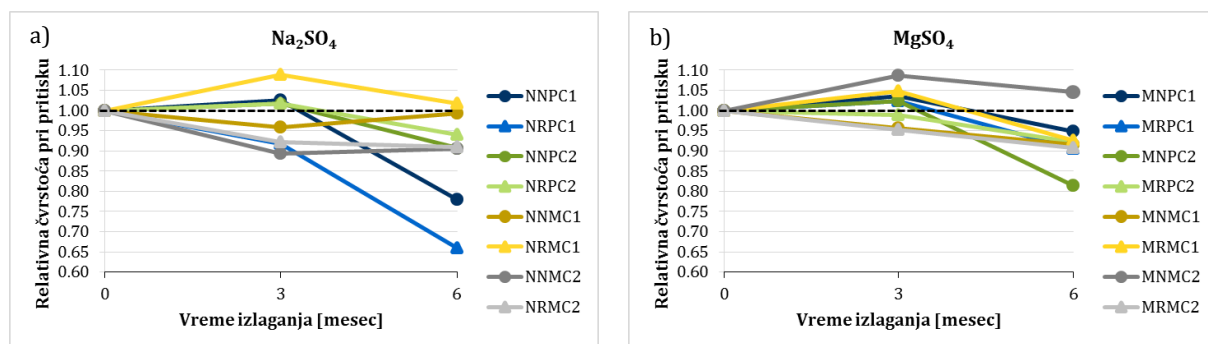 a)
Na₂SO₄
Relativna čvrstoća pri pritisku
1.10
1.05
1.00
0.95
0.90
0.85
0.80
0.75
0.70
0.65
0.60
0
3
6
Vreme izlaganja [mesec]
NNPC1
NRPC1
NNPC2
NRPC2
NNMC1
NRMC1
NNMC2
NRMC2
b)
MgSO₄
Relativna čvrstoća pri pritisku
1.10
1.05
1.00
0.95
0.90
0.85
0.80
0.75
0.70
0.65
0.60
0
3
6
Vreme izlaganja [mesec]
MNPC1
MRPC1
MNPC2
MRPC2
MNMC1
MRMC1
MNMC2
MRMC2